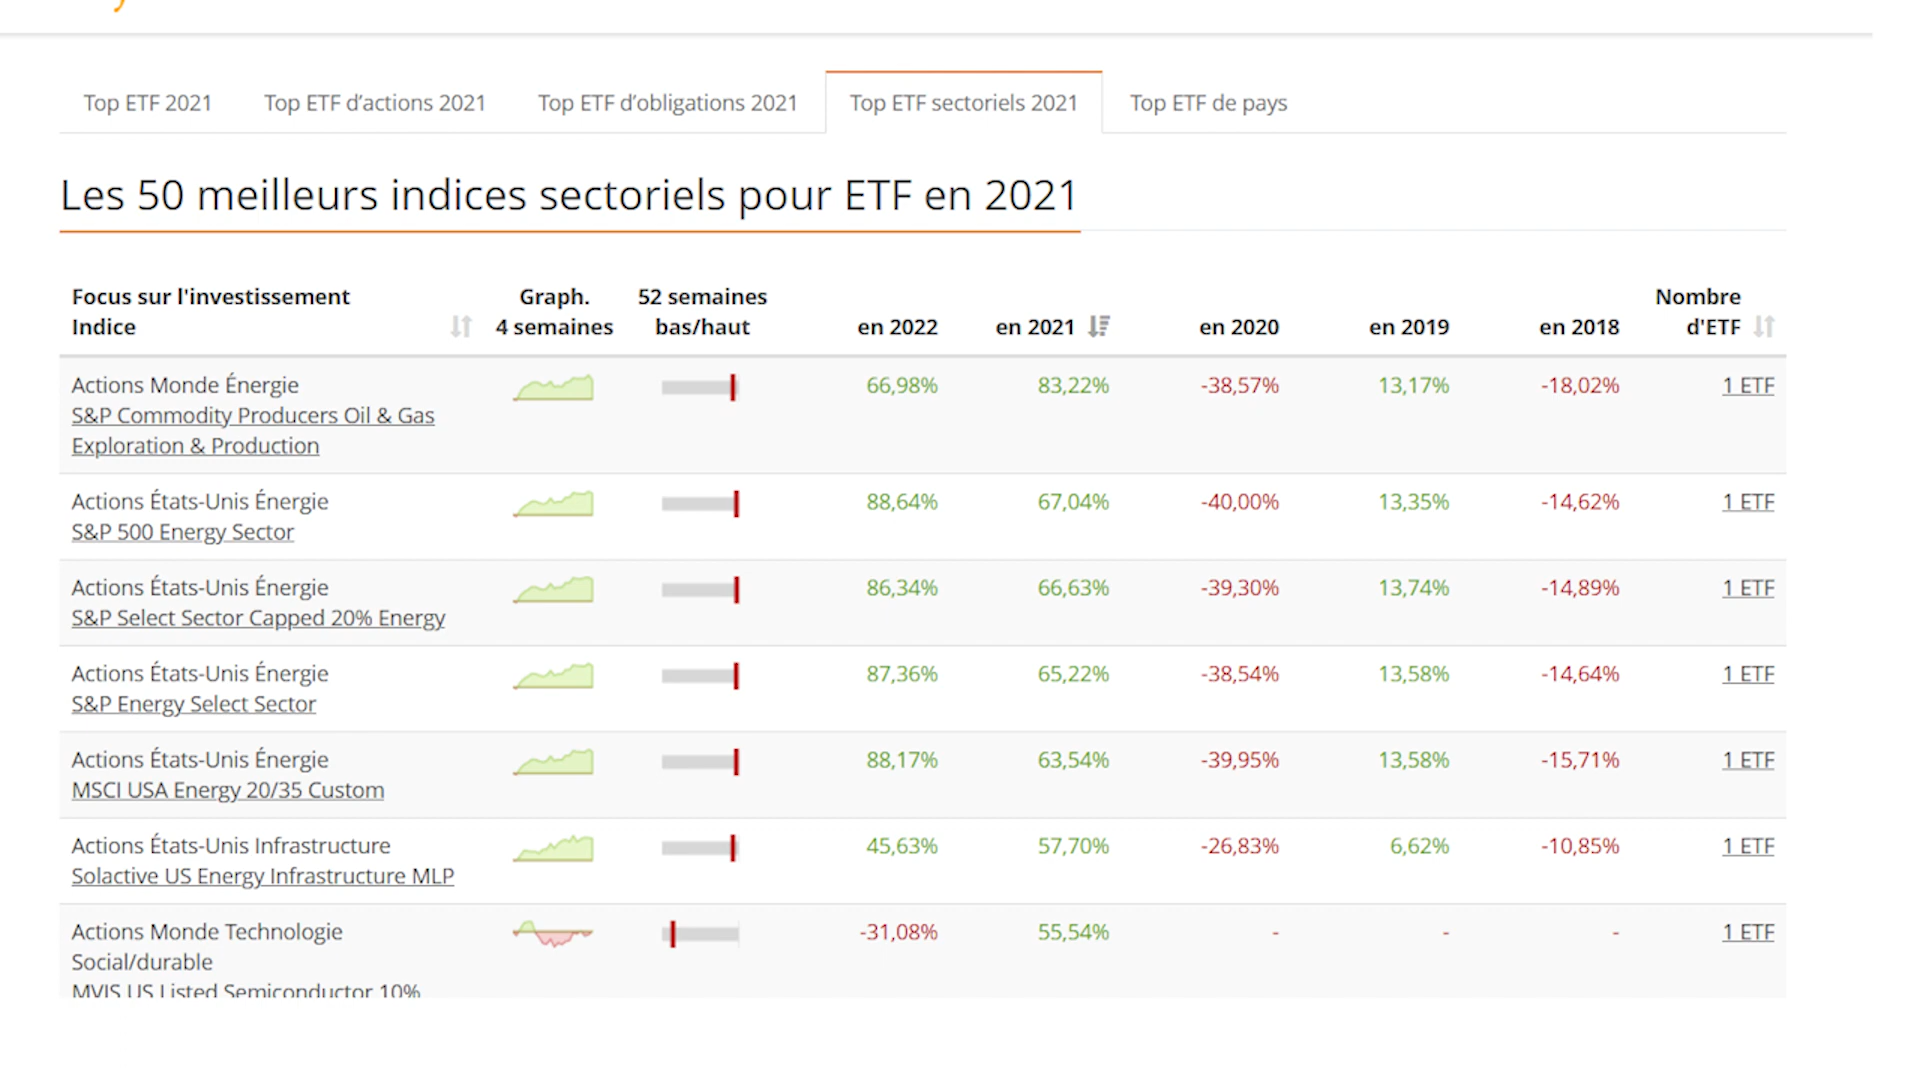 Top ETF 2021 Top ETF d’actions 2021 Top ETF d’obligations 2021 Top ETF sectoriels 2021 Top ETF de pays
Les 50 meilleurs indices sectoriels pour ETF en 2021
Focus sur l'investissement Graph. 52 semaines Nombre
Indice 4 semaines bas/haut en 2022 en 2021 en 2020 en 2019 en 2018 d'ETF
Actions Monde Énergie 66,98% 83,22% -38,57% 13,17% -18,02% 1 ETF
S&P Commodity Producers Oil & Gas
Exploration & Production
Actions États-Unis Énergie 88,64% 67,04% -40,00% 13,35% -14,62% 1 ETF
S&P 500 Energy Sector
Actions États-Unis Énergie 86,34% 66,63% -39,30% 13,74% -14,89% 1 ETF
S&P Select Sector Capped 20% Energy
Actions États-Unis Énergie 87,36% 65,22% -38,54% 13,58% -14,64% 1 ETF
S&P Energy Select Sector
Actions États-Unis Énergie 88,17% 63,54% -39,95% 13,58% -15,71% 1 ETF
MSCI USA Energy 20/35 Custom
Actions États-Unis Infrastructure 45,63% 57,70% -26,83% 6,62% -10,85% 1 ETF
Solactive US Energy Infrastructure MLP
Actions Monde Technologie -31,08% 55,54% - - - 1 ETF
Social/durable
MVIS US Listed Semiconductor 10%